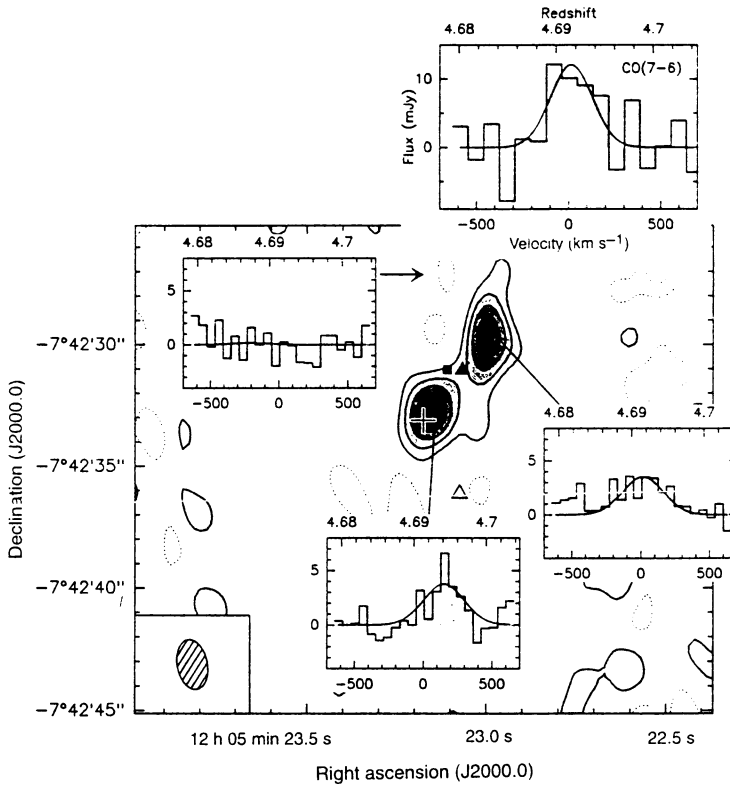 Redshift
4.68 4.69 4.7
CO(7–6)
10
0
Flux (mJy)
−500 0 500
Velocity (km s⁻¹)
4.68 4.69 4.7
5
0
−500 0 500
−7°42'30"
−7°42'35"
−7°42'40"
−7°42'45"
Declination (J2000.0)
4.68 4.69 4.7
5
0
−500 0 500
4.68 4.69 4.7
5
0
−500 0 500
12 h 05 min 23.5 s 23.0 s 22.5 s
Right ascension (J2000.0)